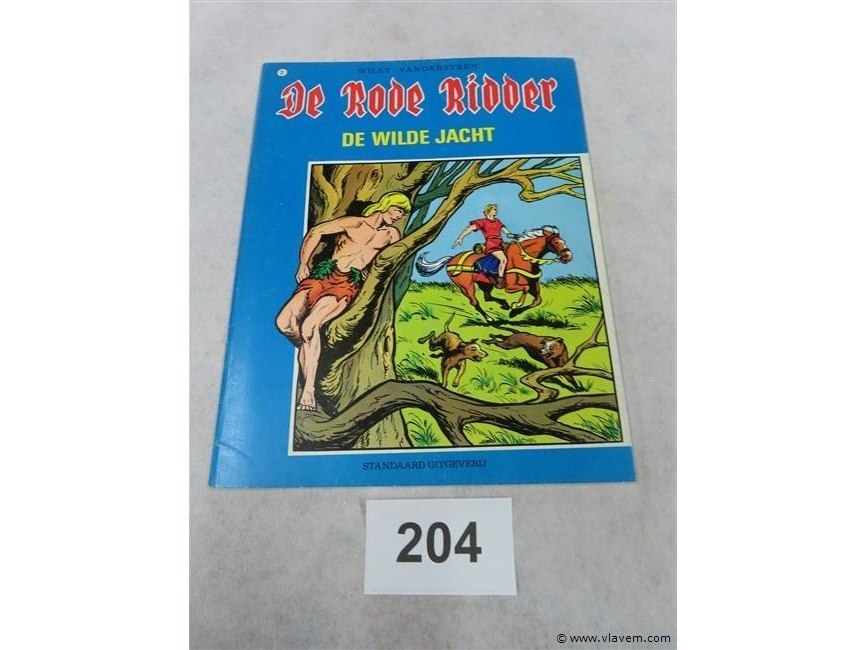 WILLY VANDERSTEEN
De Rode Ridder
DE WILDE JACHT
STANDAARD UITGEVERIJ
204
© www.vlavem.com